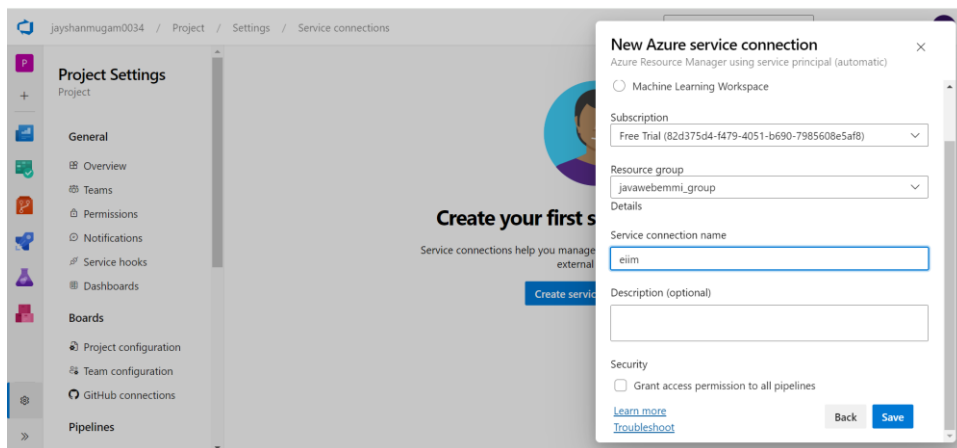 jayshanmugam0034 / Project / Settings / Service connections
P
Project Settings
Project
General
Overview
Teams
Permissions
Notifications
Service hooks
Dashboards
Boards
Project configuration
Team configuration
GitHub connections
Pipelines
Create your first s
Service connections help you manage
external
Create servic
New Azure service connection
Azure Resource Manager using service principal (automatic)
Machine Learning Workspace
Subscription
Free Trial (82d375d4-f479-4051-b690-7985608e5af8)
Resource group
javawebemmi_group
Details
Service connection name
eiim
Description (optional)
Security
Grant access permission to all pipelines
Learn more
Troubleshoot
Back Save